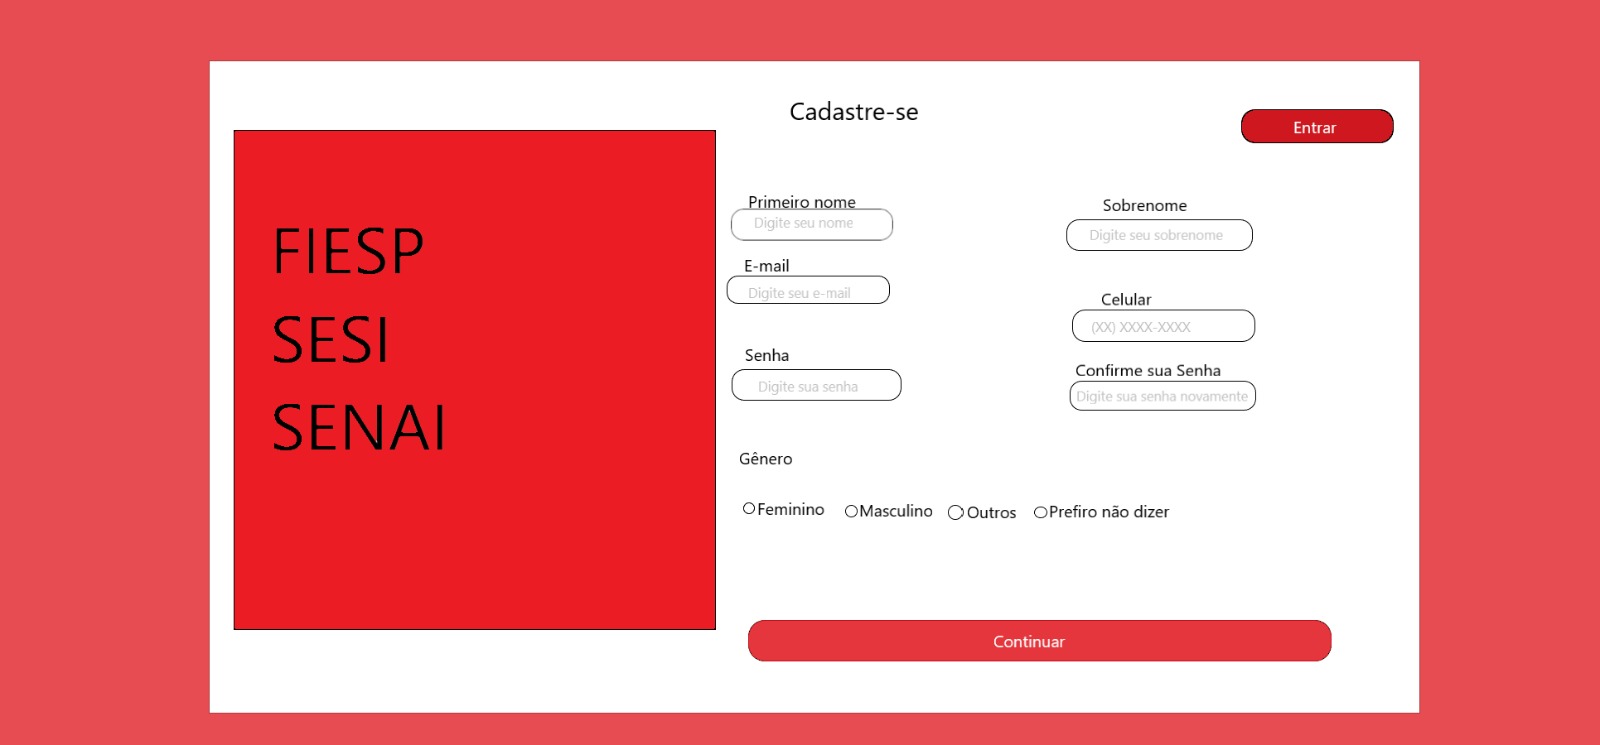 Cadastre-se
Entrar
FIESP
SESI
SENAI
Primeiro nome
Digite seu nome
Sobrenome
Digite seu sobrenome
E-mail
Digite seu e-mail
Celular
(XX) XXXX-XXXX
Senha
Digite sua senha
Confirme sua Senha
Digite sua senha novamente
Gênero
Feminino Masculino Outros Prefiro não dizer
Continuar